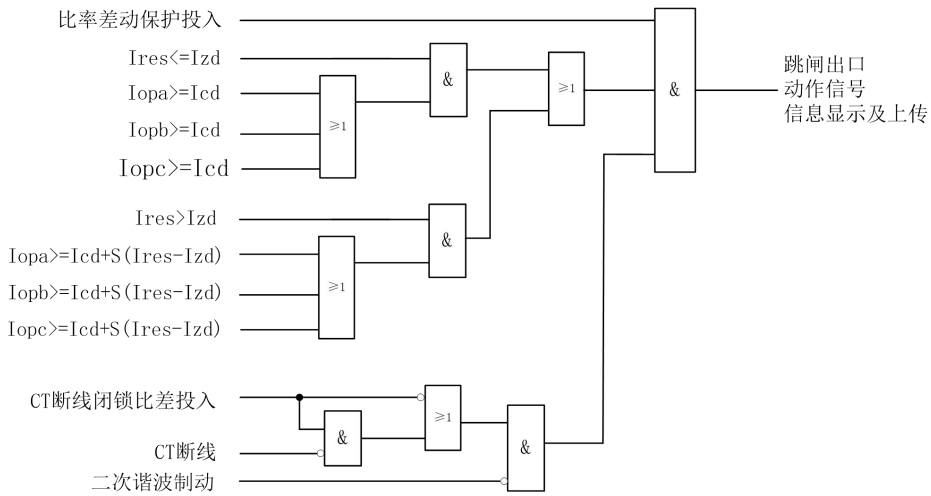 比率差动保护投入
Ires<=Izd
Iopa>=Icd
Iopb>=Icd
Iopc>=Icd
≥1
&
≥1
&
跳闸出口
动作信号
信息显示及上传
Ires>Izd
Iopa>=Icd+S(Ires-Izd)
Iopb>=Icd+S(Ires-Izd)
Iopc>=Icd+S(Ires-Izd)
≥1
&
CT断线闭锁比差投入
CT断线
二次谐波制动
&
≥1
&